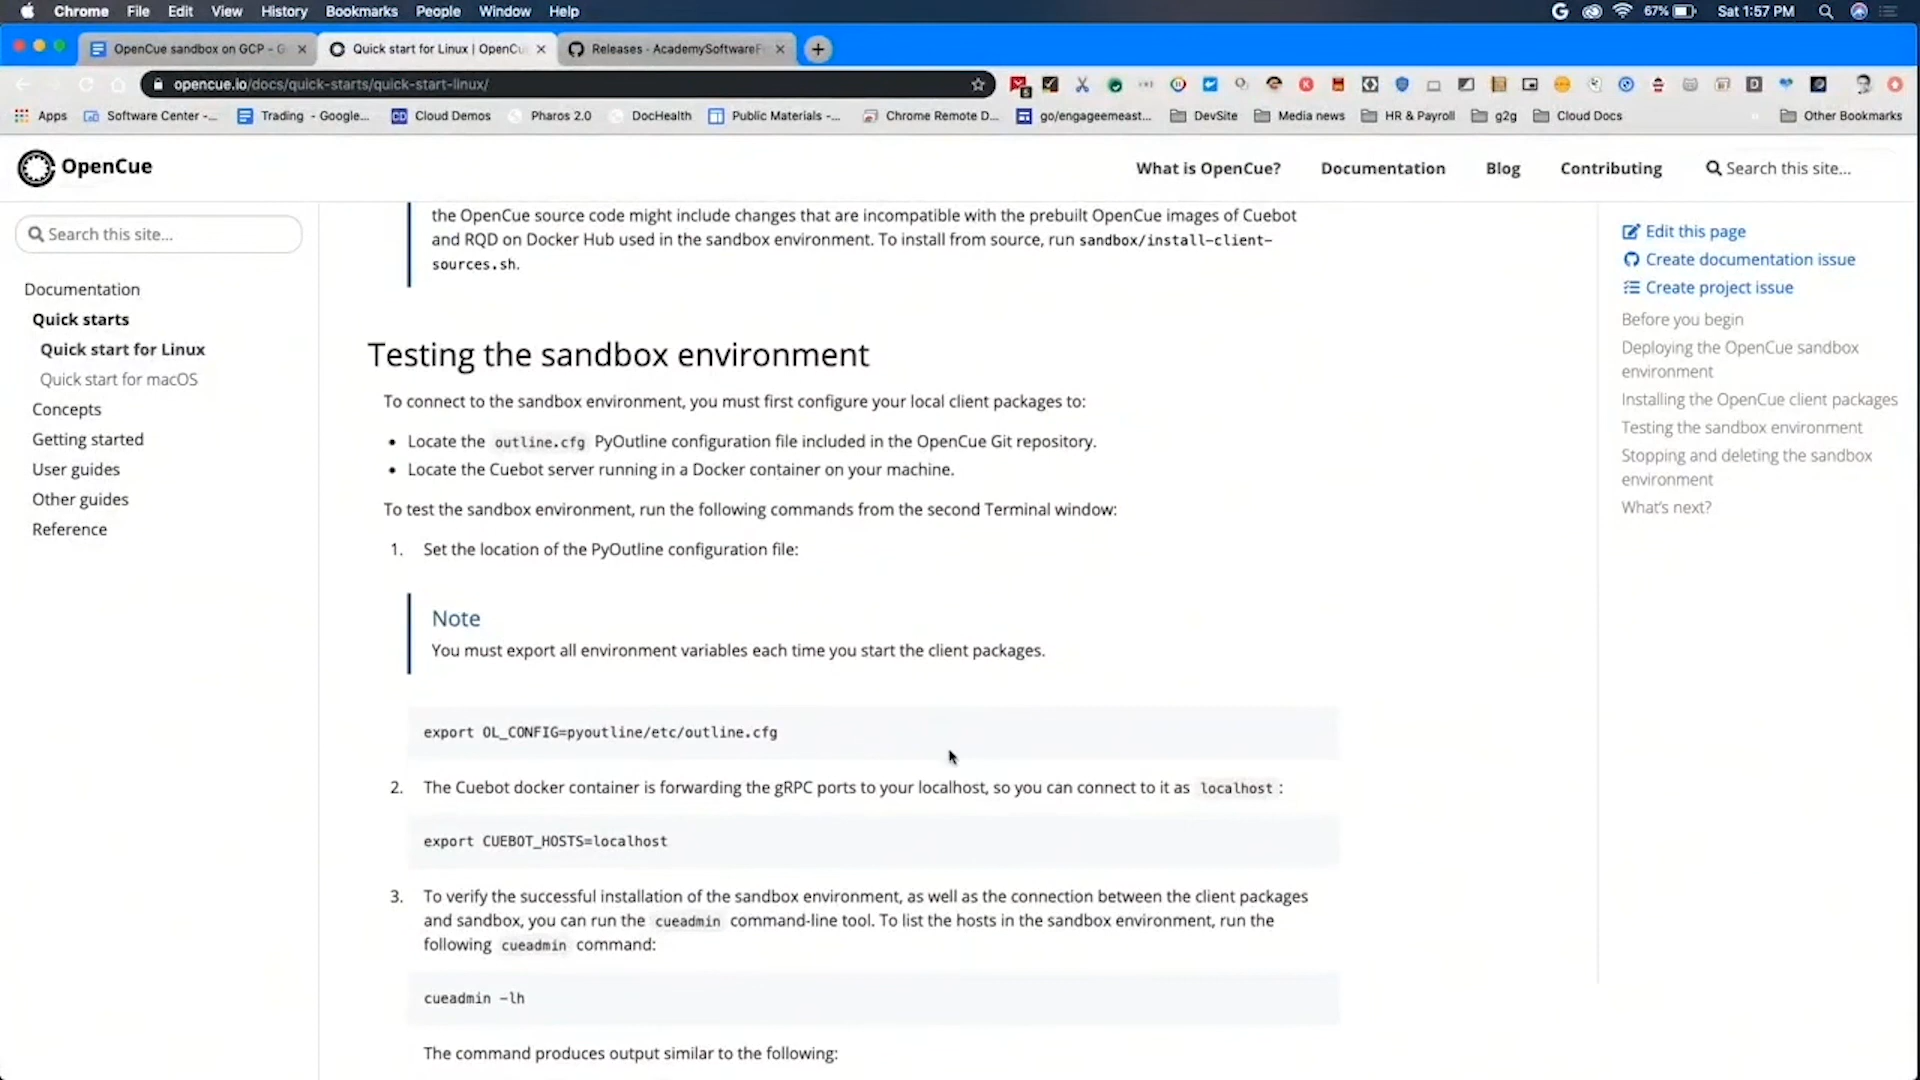 Chrome File Edit View History Bookmarks People Window Help
67% Sat 1:57 PM
OpenCue sandbox on GCP - G
Quick start for Linux | OpenCu
Releases · AcademySoftwareF
opencue.io/docs/quick-starts/quick-start-linux/
Apps Software Center -... Trading - Google... Cloud Demos Pharos 2.0 DocHealth Public Materials -... Chrome Remote D... go/engageemeast... DevSite Media news HR & Payroll g2g Cloud Docs Other Bookmarks
OpenCue
What is OpenCue? Documentation Blog Contributing Search this site...
Search this site...
Documentation
Quick starts
Quick start for Linux
Quick start for macOS
Concepts
Getting started
User guides
Other guides
Reference
the OpenCue source code might include changes that are incompatible with the prebuilt OpenCue images of Cuebot
and RQD on Docker Hub used in the sandbox environment. To install from source, run sandbox/install-client-
sources.sh.
Testing the sandbox environment
To connect to the sandbox environment, you must first configure your local client packages to:
• Locate the outline.cfg PyOutline configuration file included in the OpenCue Git repository.
• Locate the Cuebot server running in a Docker container on your machine.
To test the sandbox environment, run the following commands from the second Terminal window:
1. Set the location of the PyOutline configuration file:
Note
You must export all environment variables each time you start the client packages.
export OL_CONFIG=pyoutline/etc/outline.cfg
2. The Cuebot docker container is forwarding the gRPC ports to your localhost, so you can connect to it as localhost:
export CUEBOT_HOSTS=localhost
3. To verify the successful installation of the sandbox environment, as well as the connection between the client packages
and sandbox, you can run the cueadmin command-line tool. To list the hosts in the sandbox environment, run the
following cueadmin command:
cueadmin -lh
The command produces output similar to the following:
Edit this page
Create documentation issue
Create project issue
Before you begin
Deploying the OpenCue sandbox
environment
Installing the OpenCue client packages
Testing the sandbox environment
Stopping and deleting the sandbox
environment
What's next?